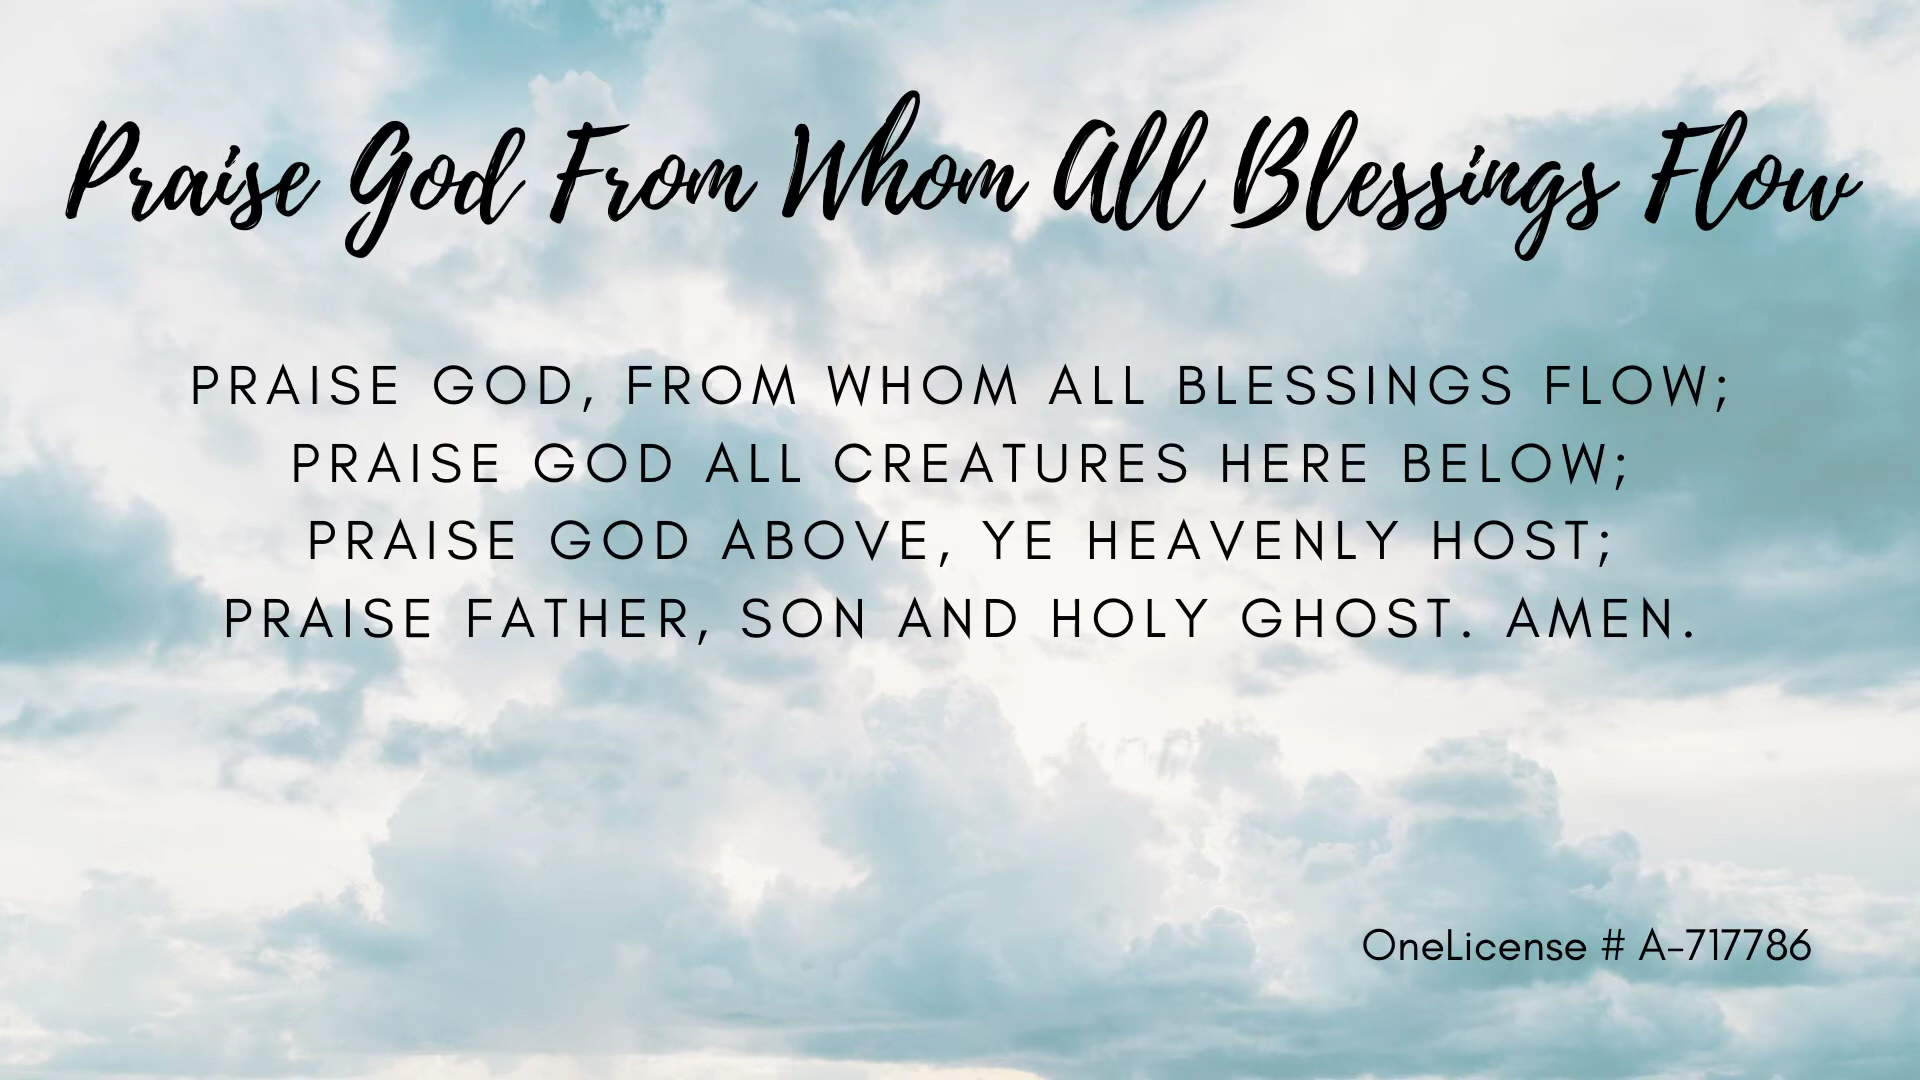 Praise God From Whom All Blessings Flow
PRAISE GOD, FROM WHOM ALL BLESSINGS FLOW;
PRAISE GOD ALL CREATURES HERE BELOW;
PRAISE GOD ABOVE, YE HEAVENLY HOST;
PRAISE FATHER, SON AND HOLY GHOST. AMEN.
OneLicense # A-717786